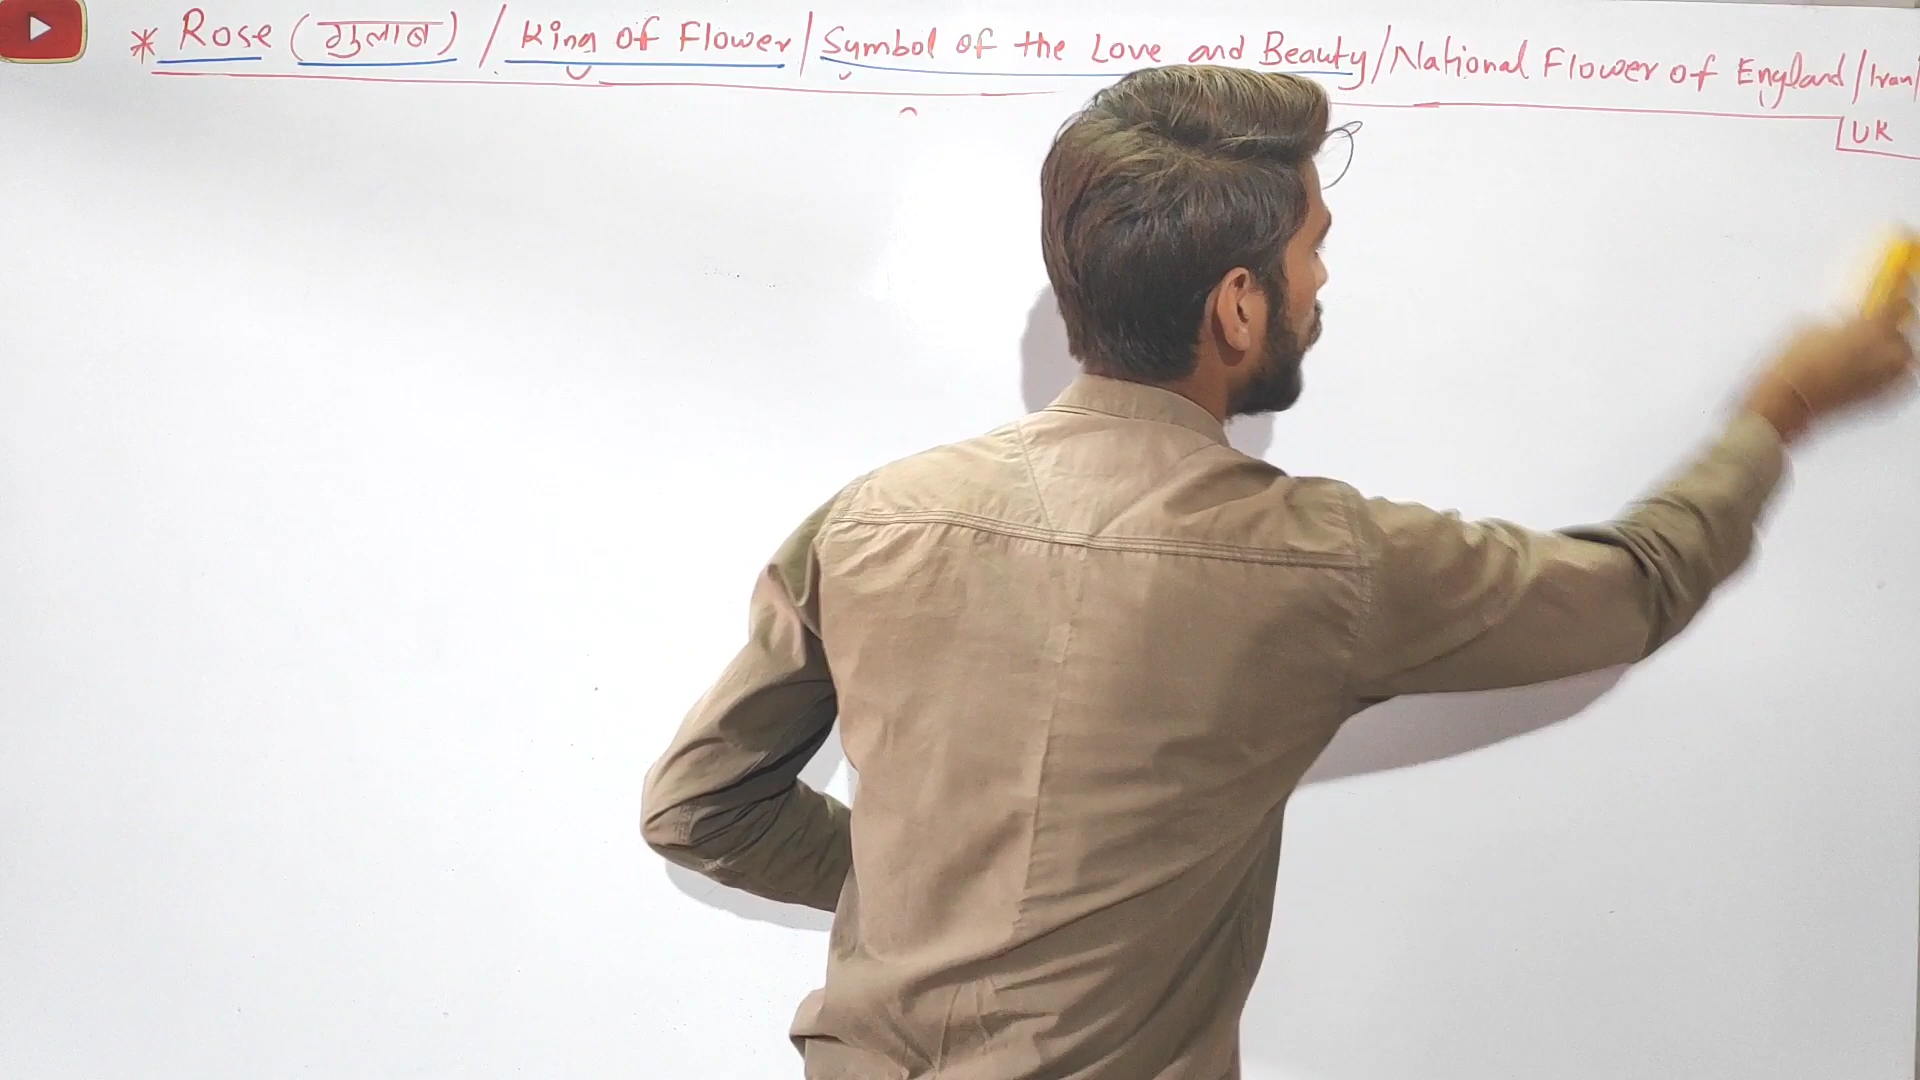 * Rose (गुलाब) / King of Flower / Symbol of the Love and Beauty / National Flower of England / Iran /
UK